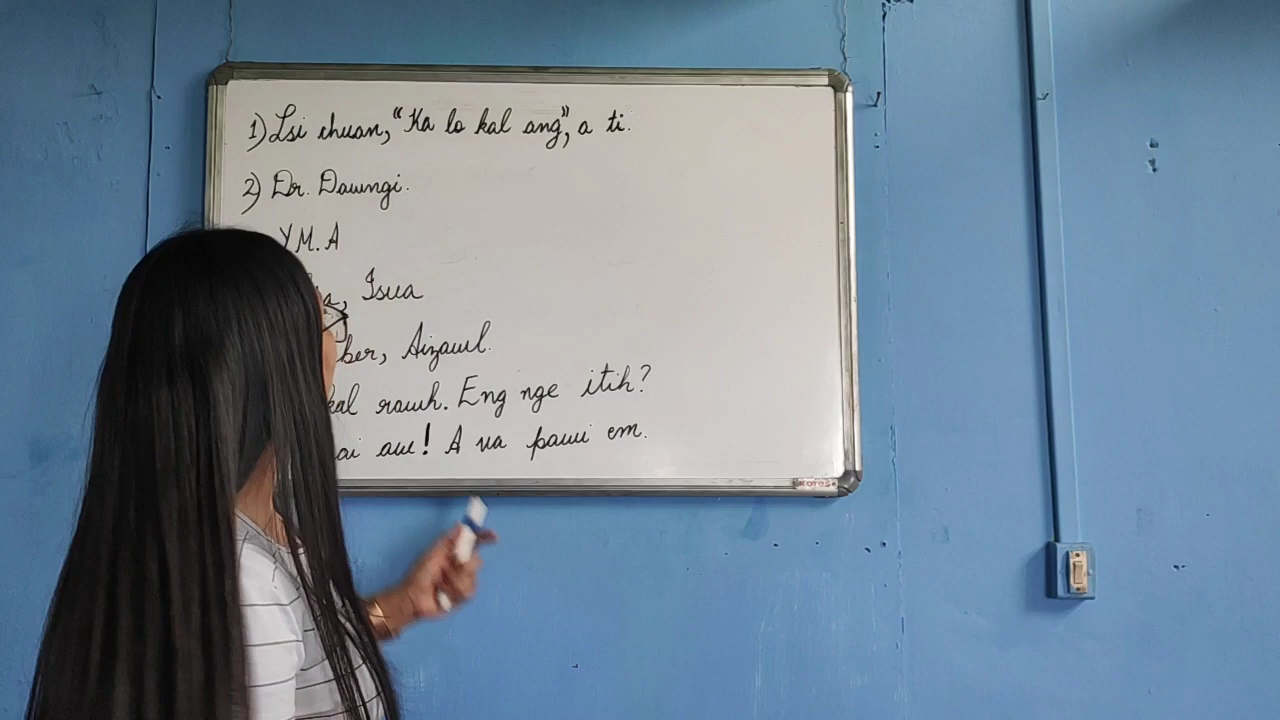 1) Lsi chuan, "Ka lo kal ang", a ti.
2) Dr. Dawngi.
Y.M.A
a, Isua
ber, Aizawl.
kal rawh. Eng nge itih?
ai aw! A va pawi em.
KOTOS